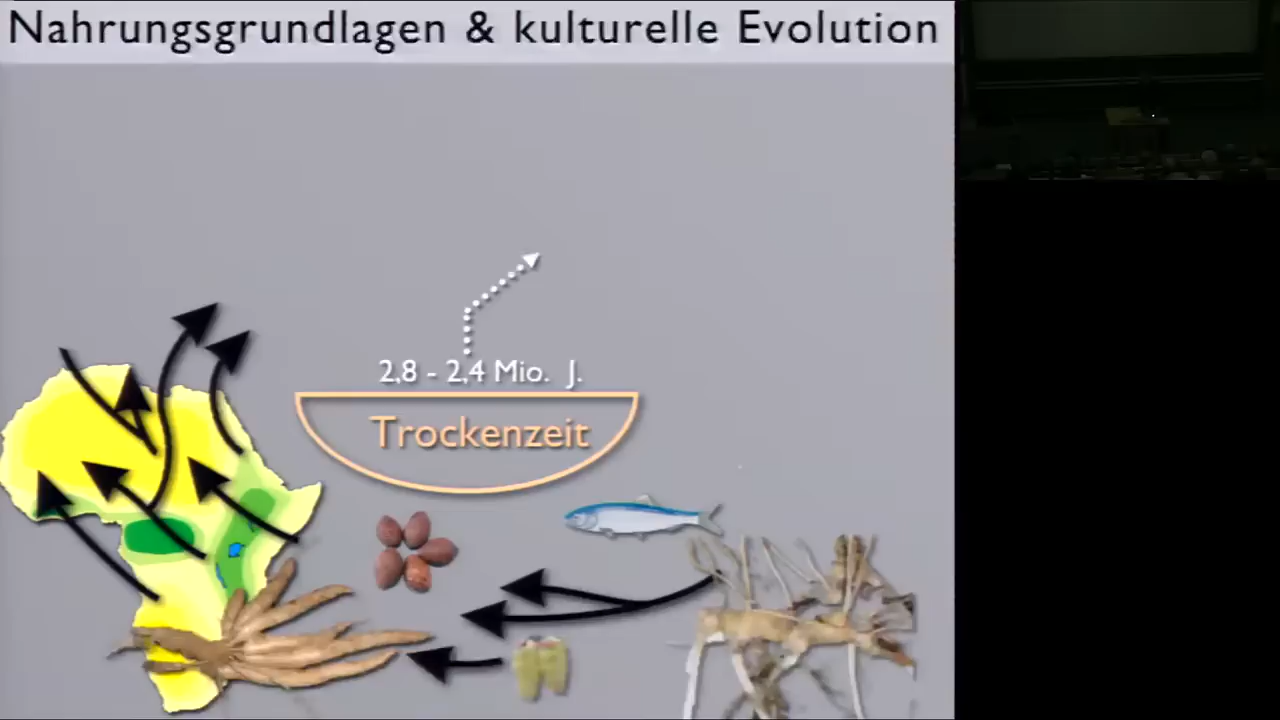 Nahrungsgrundlagen & kulturelle Evolution
2,8 - 2,4 Mio. J.
Trockenzeit